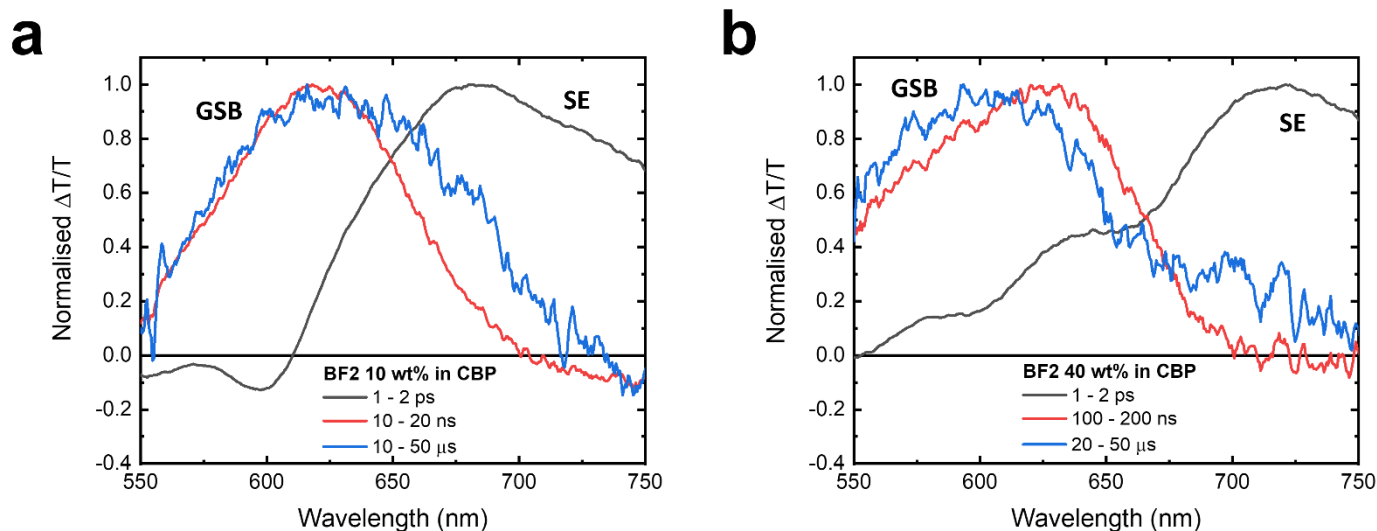 a
Normalised ΔT/T
1.0
0.8
0.6
0.4
0.2
0.0
-0.2
-0.4
GSB
SE
BF2 10 wt% in CBP
1 - 2 ps
10 - 20 ns
10 - 50 μs
550
600
650
700
750
Wavelength (nm)
b
Normalised ΔT/T
1.0
0.8
0.6
0.4
0.2
0.0
-0.2
-0.4
GSB
SE
BF2 40 wt% in CBP
1 - 2 ps
100 - 200 ns
20 - 50 μs
550
600
650
700
750
Wavelength (nm)